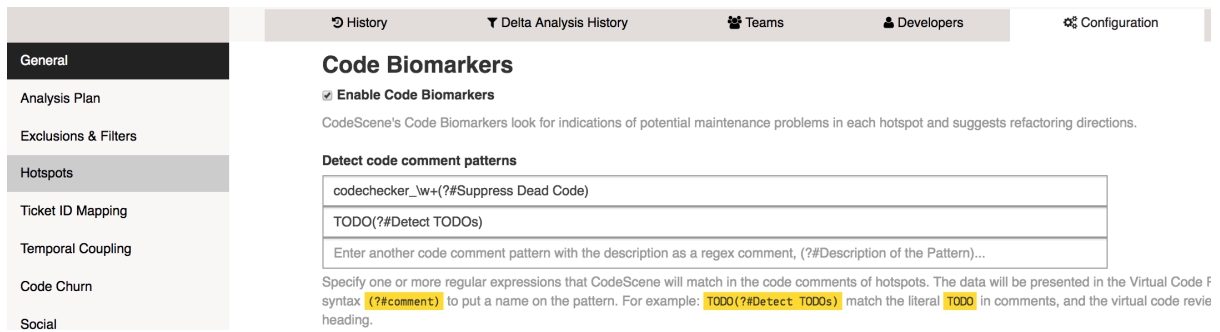 History
Delta Analysis History
Teams
Developers
Configuration
General
Analysis Plan
Exclusions & Filters
Hotspots
Ticket ID Mapping
Temporal Coupling
Code Churn
Social
Code Biomarkers
Enable Code Biomarkers
CodeScene's Code Biomarkers look for indications of potential maintenance problems in each hotspot and suggests refactoring directions.
Detect code comment patterns
codechecker_\w+(?#Suppress Dead Code)
TODO(?#Detect TODOs)
Enter another code comment pattern with the description as a regex comment, (?#Description of the Pattern)...
Specify one or more regular expressions that CodeScene will match in the code comments of hotspots. The data will be presented in the Virtual Code
syntax (?#comment) to put a name on the pattern. For example: TODO(?#Detect TODOs) match the literal TODO in comments, and the virtual code
heading.